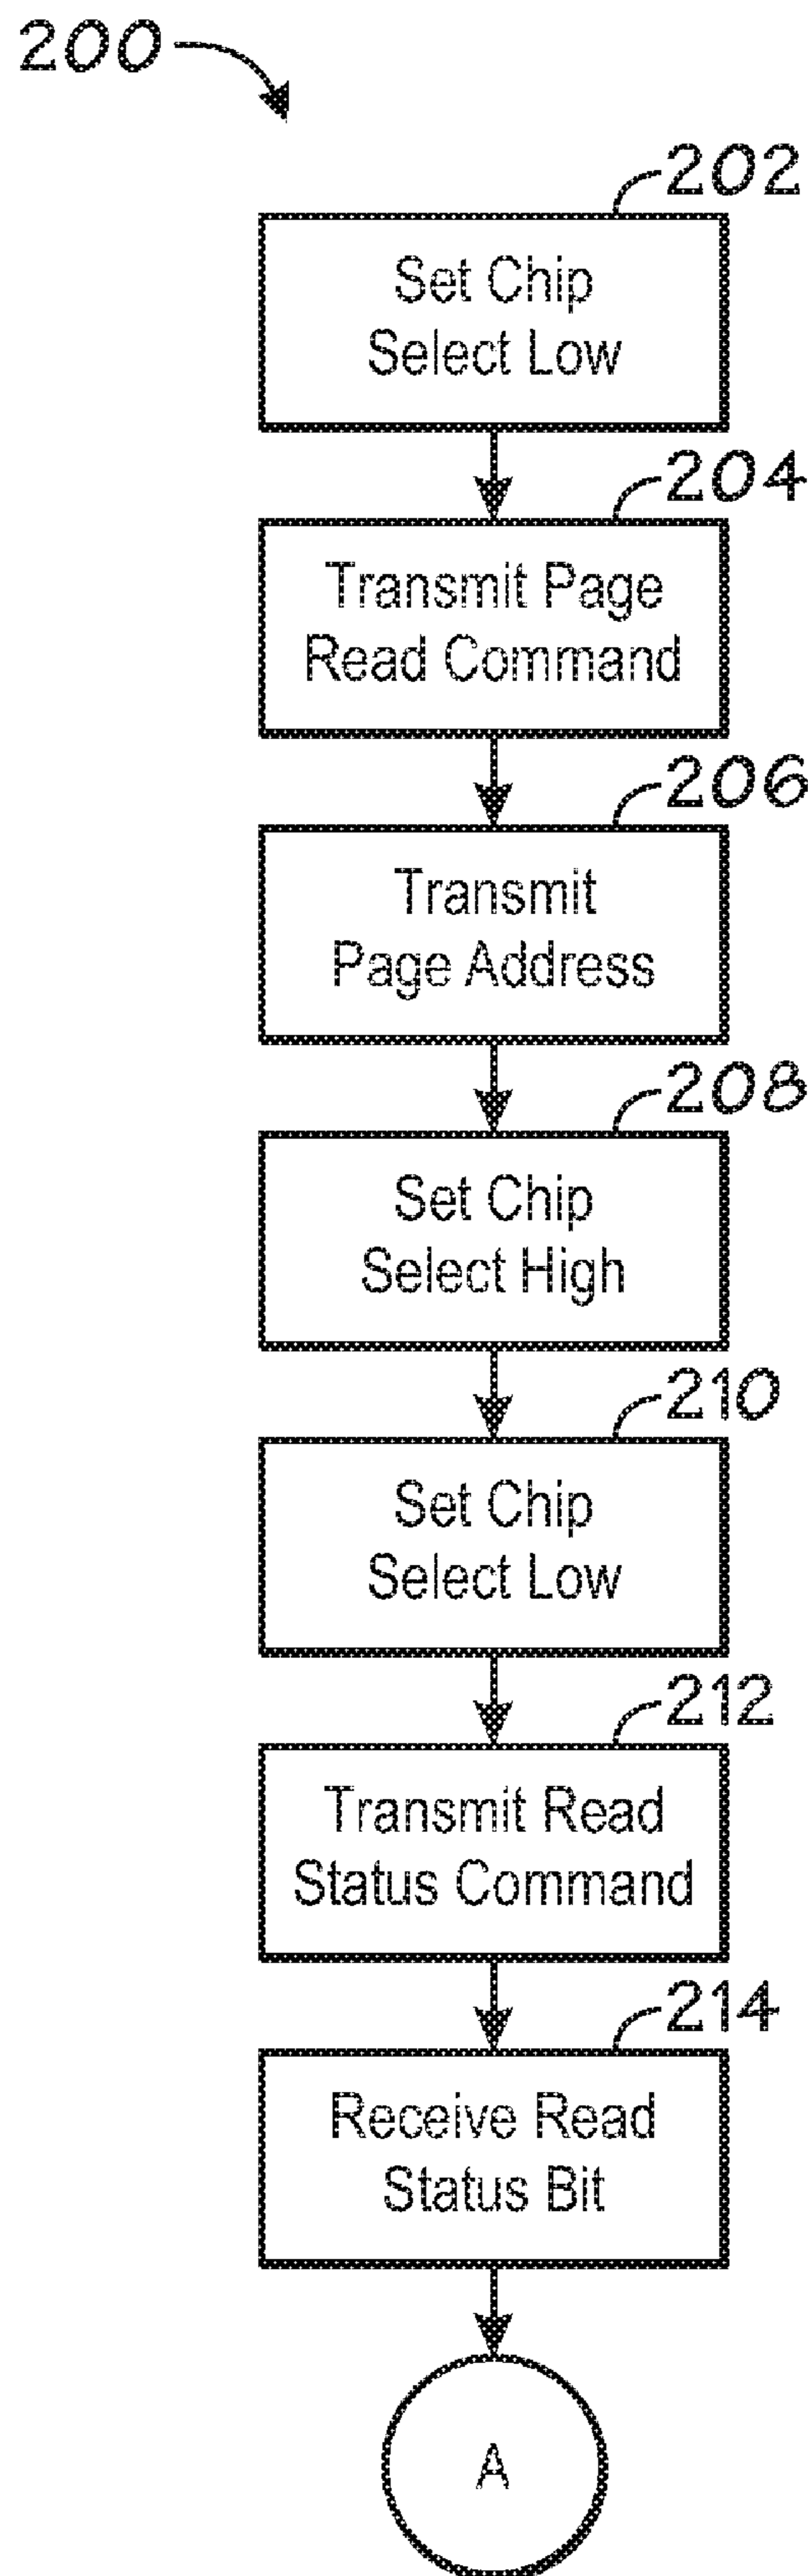 200
202
Set Chip
Select Low
204
Transmit Page
Read Command
206
Transmit
Page Address
208
Set Chip
Select High
210
Set Chip
Select Low
212
Transmit Read
Status Command
214
Receive Read
Status Bit
A